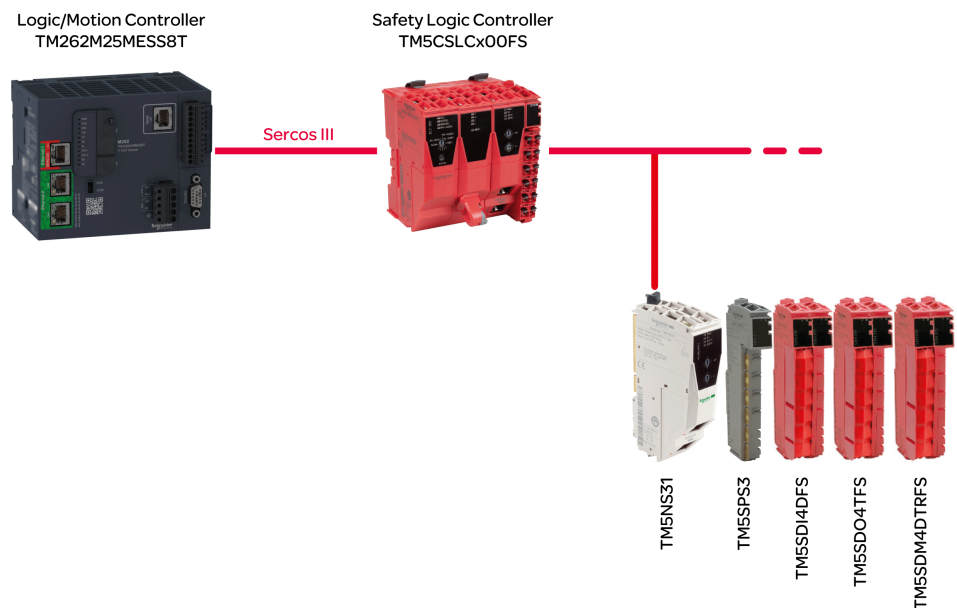 Logic/Motion Controller
TM262M25MESS8T
Safety Logic Controller
TM5CSLCx00FS
Sercos III
TM5NS31
TM5SPS3
TM5SDI4DFS
TM5SDO4TFS
TM5SDM4DTRFS